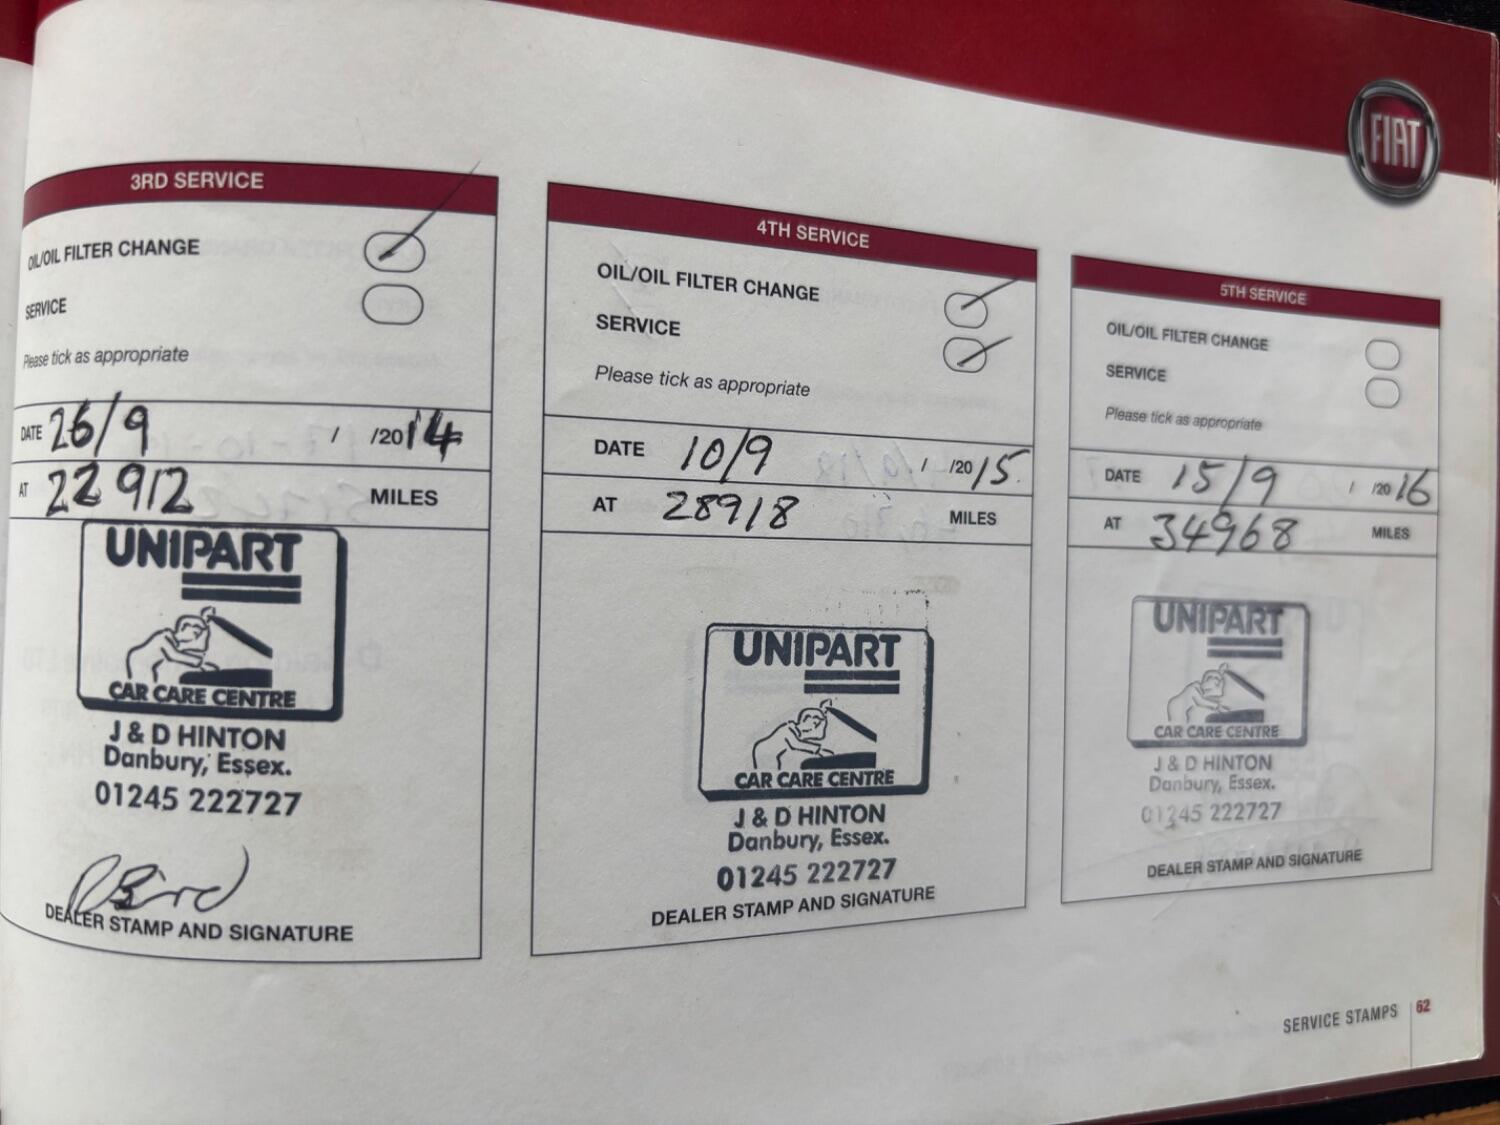 FIAT
3RD SERVICE
OIL/OIL FILTER CHANGE
SERVICE
Please tick as appropriate
DATE 26/9 / /2014
AT 22912 MILES
UNIPART
CAR CARE CENTRE
J & D HINTON
Danbury, Essex.
01245 222727
DEALER STAMP AND SIGNATURE
4TH SERVICE
OIL/OIL FILTER CHANGE
SERVICE
Please tick as appropriate
DATE 10/9 / /2015
AT 28918 MILES
UNIPART
CAR CARE CENTRE
J & D HINTON
Danbury, Essex.
01245 222727
DEALER STAMP AND SIGNATURE
5TH SERVICE
OIL/OIL FILTER CHANGE
SERVICE
Please tick as appropriate
DATE 15/9 / /2016
AT 34968 MILES
UNIPART
CAR CARE CENTRE
J & D HINTON
Danbury, Essex.
01245 222727
DEALER STAMP AND SIGNATURE
SERVICE STAMPS 62